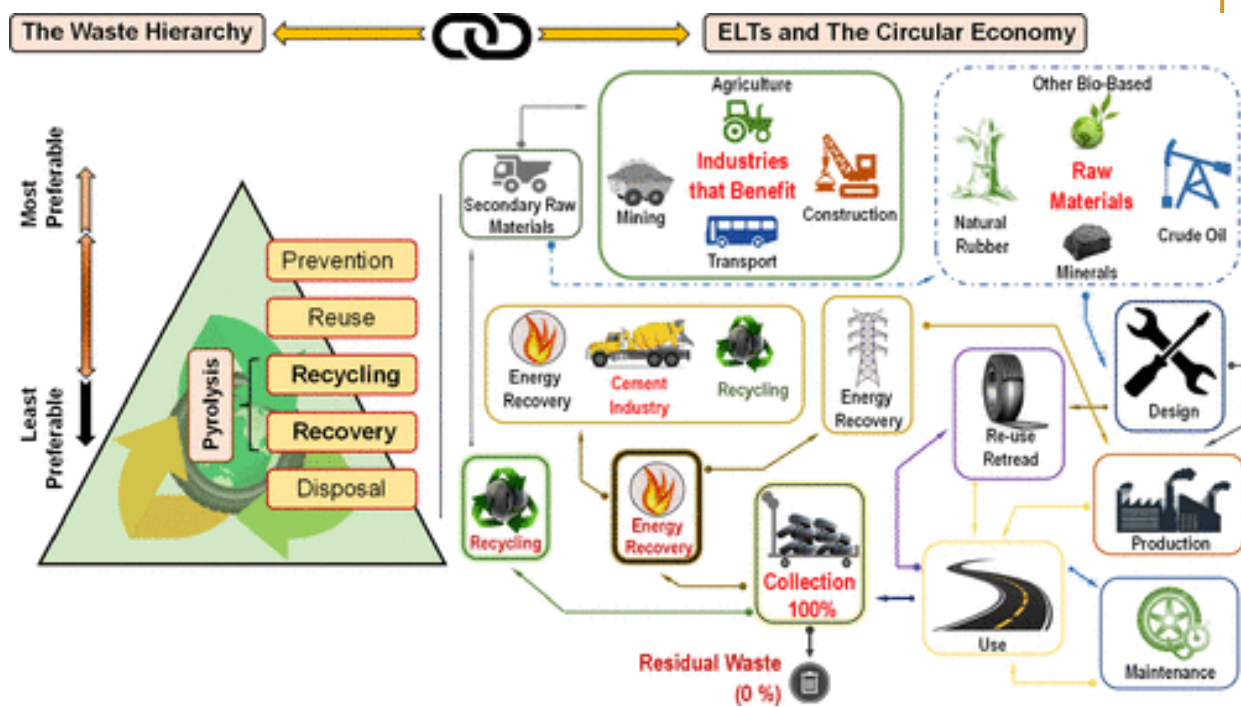 The Waste Hierarchy
ELTs and The Circular Economy
Most
Preferable
Least
Preferable
Prevention
Reuse
Pyrolysis
Recycling
Recovery
Disposal
Secondary Raw
Materials
Agriculture
Industries
that Benefit
Mining
Construction
Transport
Other Bio-Based
Raw
Materials
Natural
Rubber
Crude Oil
Minerals
Energy
Recovery
Cement
Industry
Recycling
Energy
Recovery
Re-use
Retread
Design
Recycling
Energy
Recovery
Collection
100%
Production
Use
Maintenance
Residual Waste
(0 %)